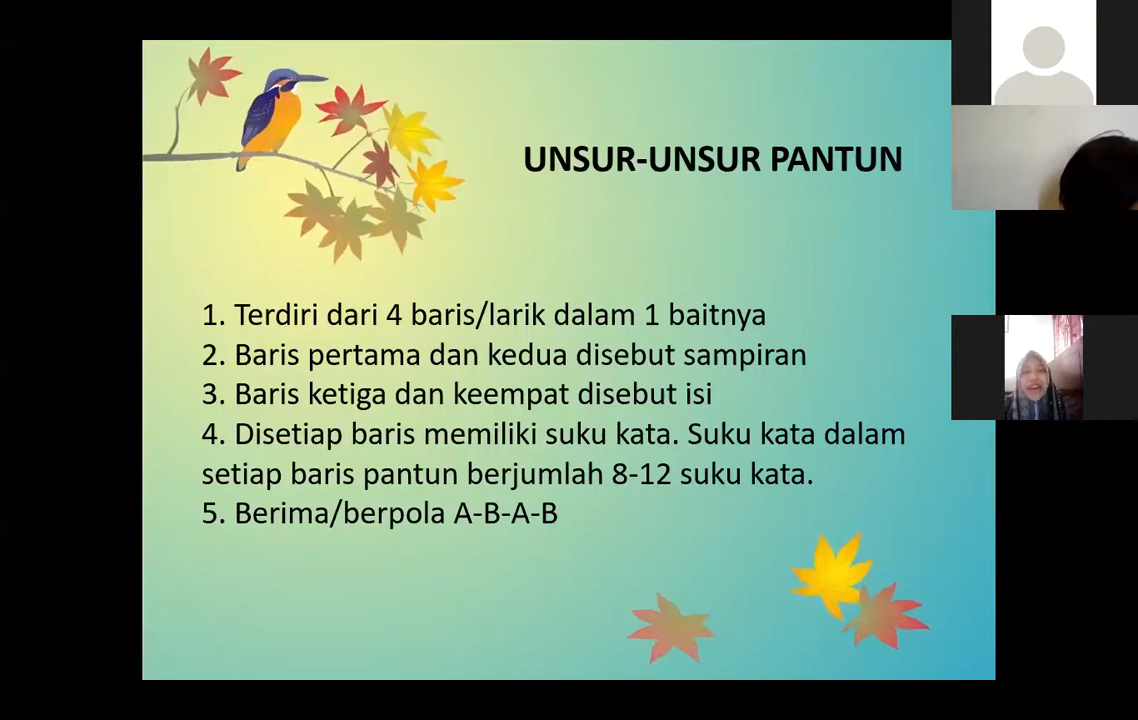 UNSUR-UNSUR PANTUN
1. Terdiri dari 4 baris/larik dalam 1 baitnya
2. Baris pertama dan kedua disebut sampiran
3. Baris ketiga dan keempat disebut isi
4. Disetiap baris memiliki suku kata. Suku kata dalam
setiap baris pantun berjumlah 8-12 suku kata.
5. Berima/berpola A-B-A-B